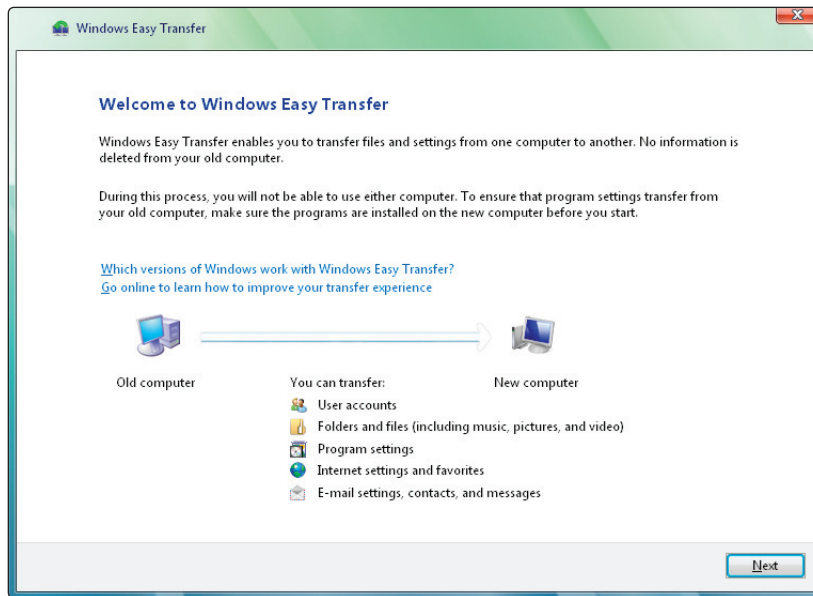 Windows Easy Transfer
Welcome to Windows Easy Transfer
Windows Easy Transfer enables you to transfer files and settings from one computer to another. No information is
deleted from your old computer.
During this process, you will not be able to use either computer. To ensure that program settings transfer from
your old computer, make sure the programs are installed on the new computer before you start.
Which versions of Windows work with Windows Easy Transfer?
Go online to learn how to improve your transfer experience
Old computer
You can transfer:
New computer
User accounts
Folders and files (including music, pictures, and video)
Program settings
Internet settings and favorites
E-mail settings, contacts, and messages
Next